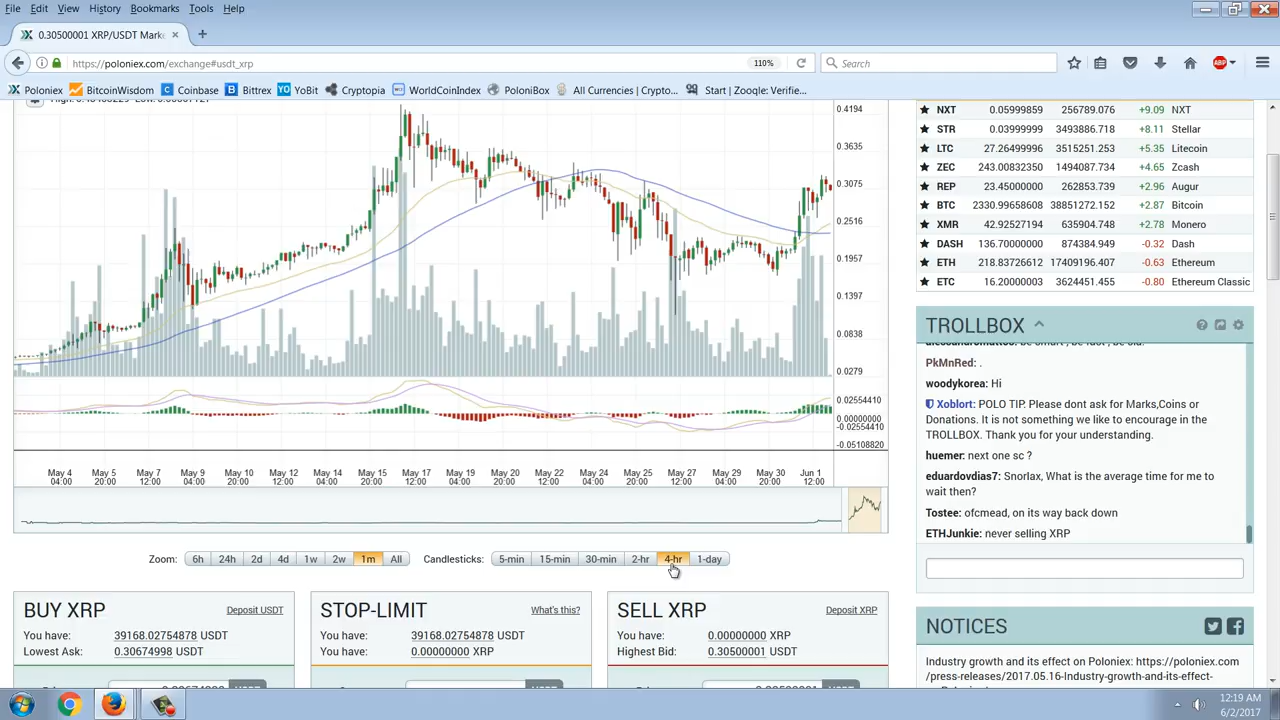 File Edit View History Bookmarks Tools Help
0.30500001 XRP/USDT Marke
https://poloniex.com/exchange#usdt_xrp 110% Search
Poloniex BitcoinWisdom Coinbase Bittrex YoBit Cryptopia WorldCoinIndex PoloniBox All Currencies | Crypto... Start | Zooqle: Verifie...
0.4194
0.3635
0.3075
0.2516
0.1957
0.1397
0.0838
0.0279
0.02554410
0.00000000
-0.02554410
-0.05108820
May 4 May 5 May 7 May 9 May 10 May 12 May 14 May 15 May 17 May 19 May 20 May 22 May 24 May 25 May 27 May 29 May 30 Jun 1
04:00 20:00 12:00 04:00 20:00 12:00 04:00 20:00 12:00 04:00 20:00 12:00 04:00 20:00 12:00 04:00 20:00 12:00
Zoom: 6h 24h 2d 4d 1w 2w 1m All Candlesticks: 5-min 15-min 30-min 2-hr 4-hr 1-day
BUY XRP Deposit USDT
You have: 39168.02754878 USDT
Lowest Ask: 0.30674998 USDT
STOP-LIMIT What's this?
You have: 39168.02754878 USDT
You have: 0.00000000 XRP
SELL XRP Deposit XRP
You have: 0.00000000 XRP
Highest Bid: 0.30500001 USDT
NXT 0.05999859 256789.076 +9.09 NXT
STR 0.03999999 3493886.718 +8.11 Stellar
LTC 27.26499996 3515251.253 +5.35 Litecoin
ZEC 243.00832350 1494087.734 +4.65 Zcash
REP 23.45000000 262853.739 +2.96 Augur
BTC 2330.99658608 38851272.152 +2.87 Bitcoin
XMR 42.92527194 635904.748 +2.78 Monero
DASH 136.70000000 874384.949 -0.32 Dash
ETH 218.83726612 17409196.407 -0.63 Ethereum
ETC 16.20000003 3624451.455 -0.80 Ethereum Classic
TROLLBOX
PkMnRed: .
woodykorea: Hi
Xoblort: POLO TIP. Please dont ask for Marks,Coins or
Donations. It is not something we like to encourage in the
TROLLBOX. Thank you for your understanding.
huemer: next one sc ?
eduardovdias7: Snorlax, What is the average time for me to
wait then?
Tostee: ofcmead, on its way back down
ETHJunkie: never selling XRP
NOTICES
Industry growth and its effect on Poloniex: https://poloniex.com
/press-releases/2017.05.16-Industry-growth-and-its-effect-
12:19 AM
6/2/2017